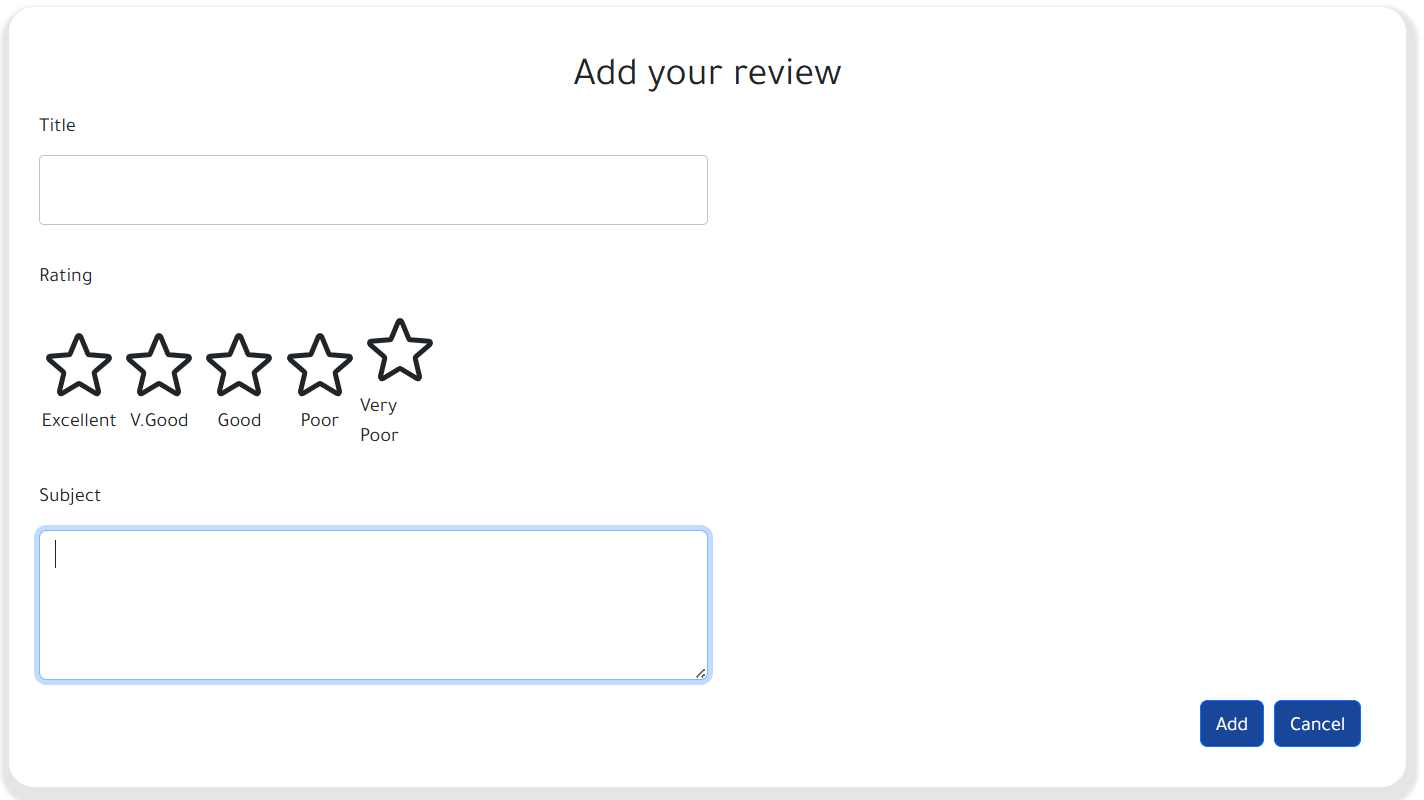 Add your review
Title
Rating
Excellent V.Good Good Poor Very
Poor
Subject
Add Cancel